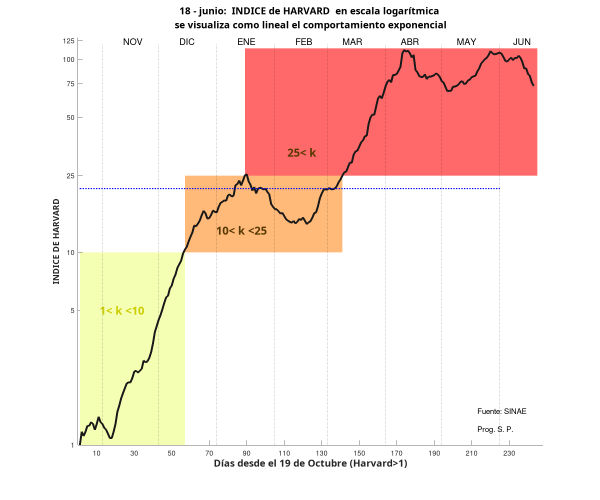 18 - junio: INDICE de HARVARD en escala logarítmica
se visualiza como lineal el comportamiento exponencial
NOV DIC ENE FEB MAR ABR MAY JUN
125
100
75
50
25
10
5
1
INDICE DE HARVARD
25< k
10< k <25
1< k <10
Fuente: SINAE
Prog. S. P.
10 30 50 70 90 110 130 150 170 190 210 230
Días desde el 19 de Octubre (Harvard>1)